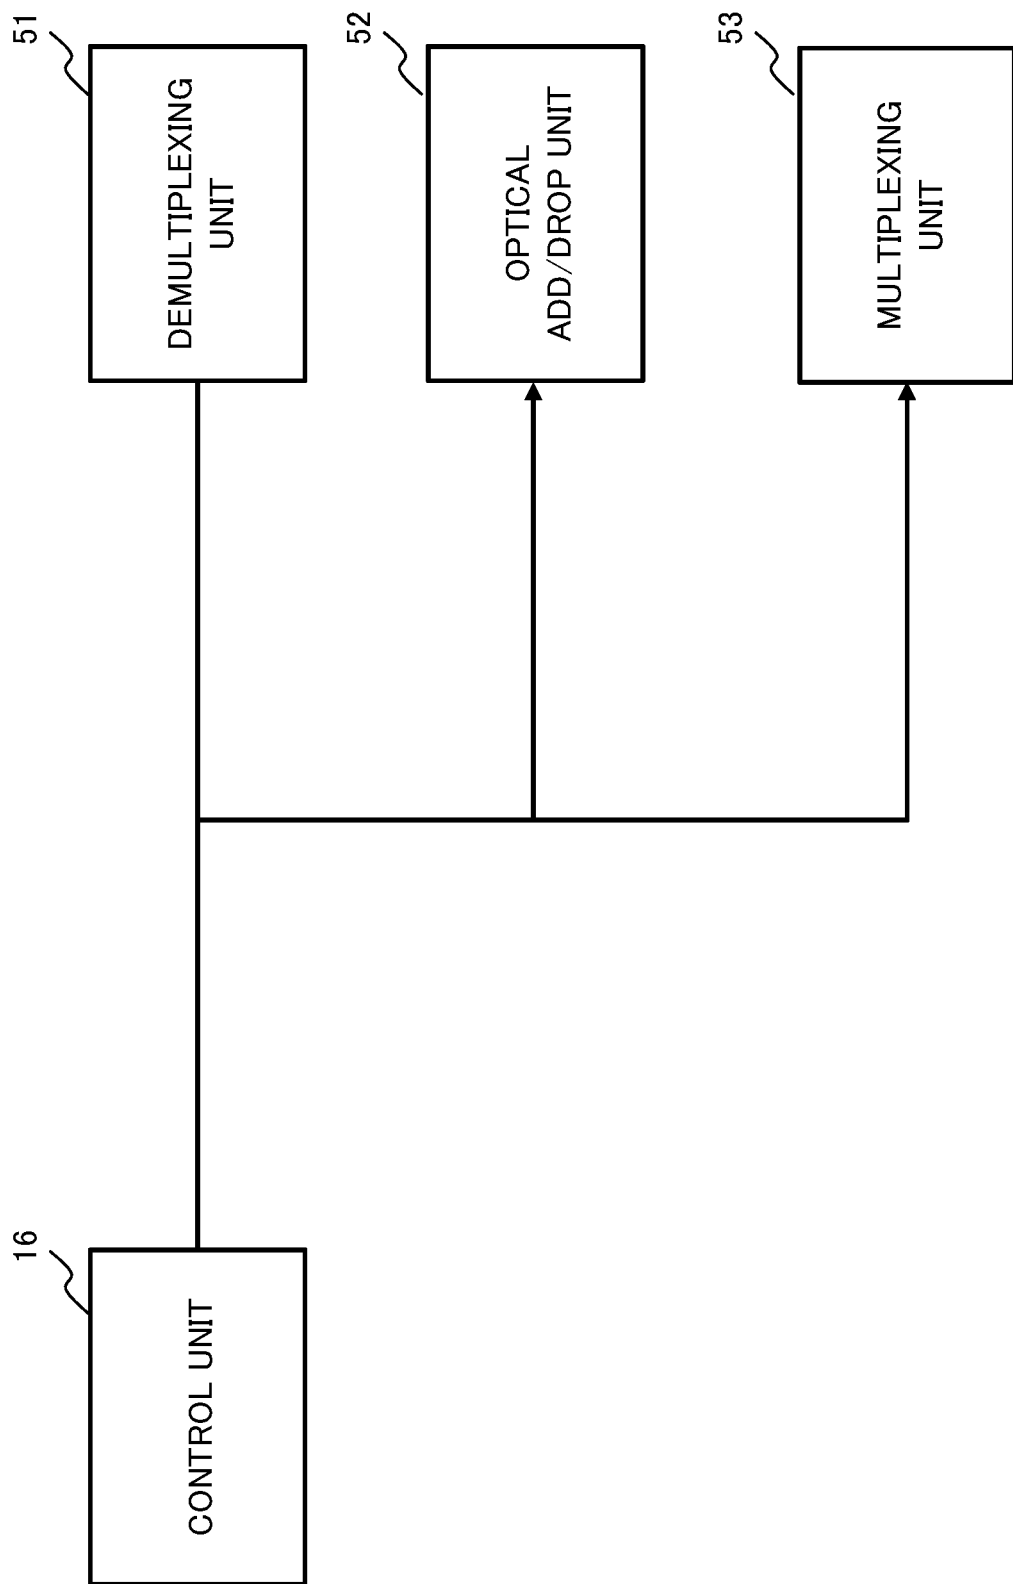 16
CONTROL UNIT
51
DEMULTIPLEXING
UNIT
52
OPTICAL
ADD/DROP UNIT
53
MULTIPLEXING
UNIT